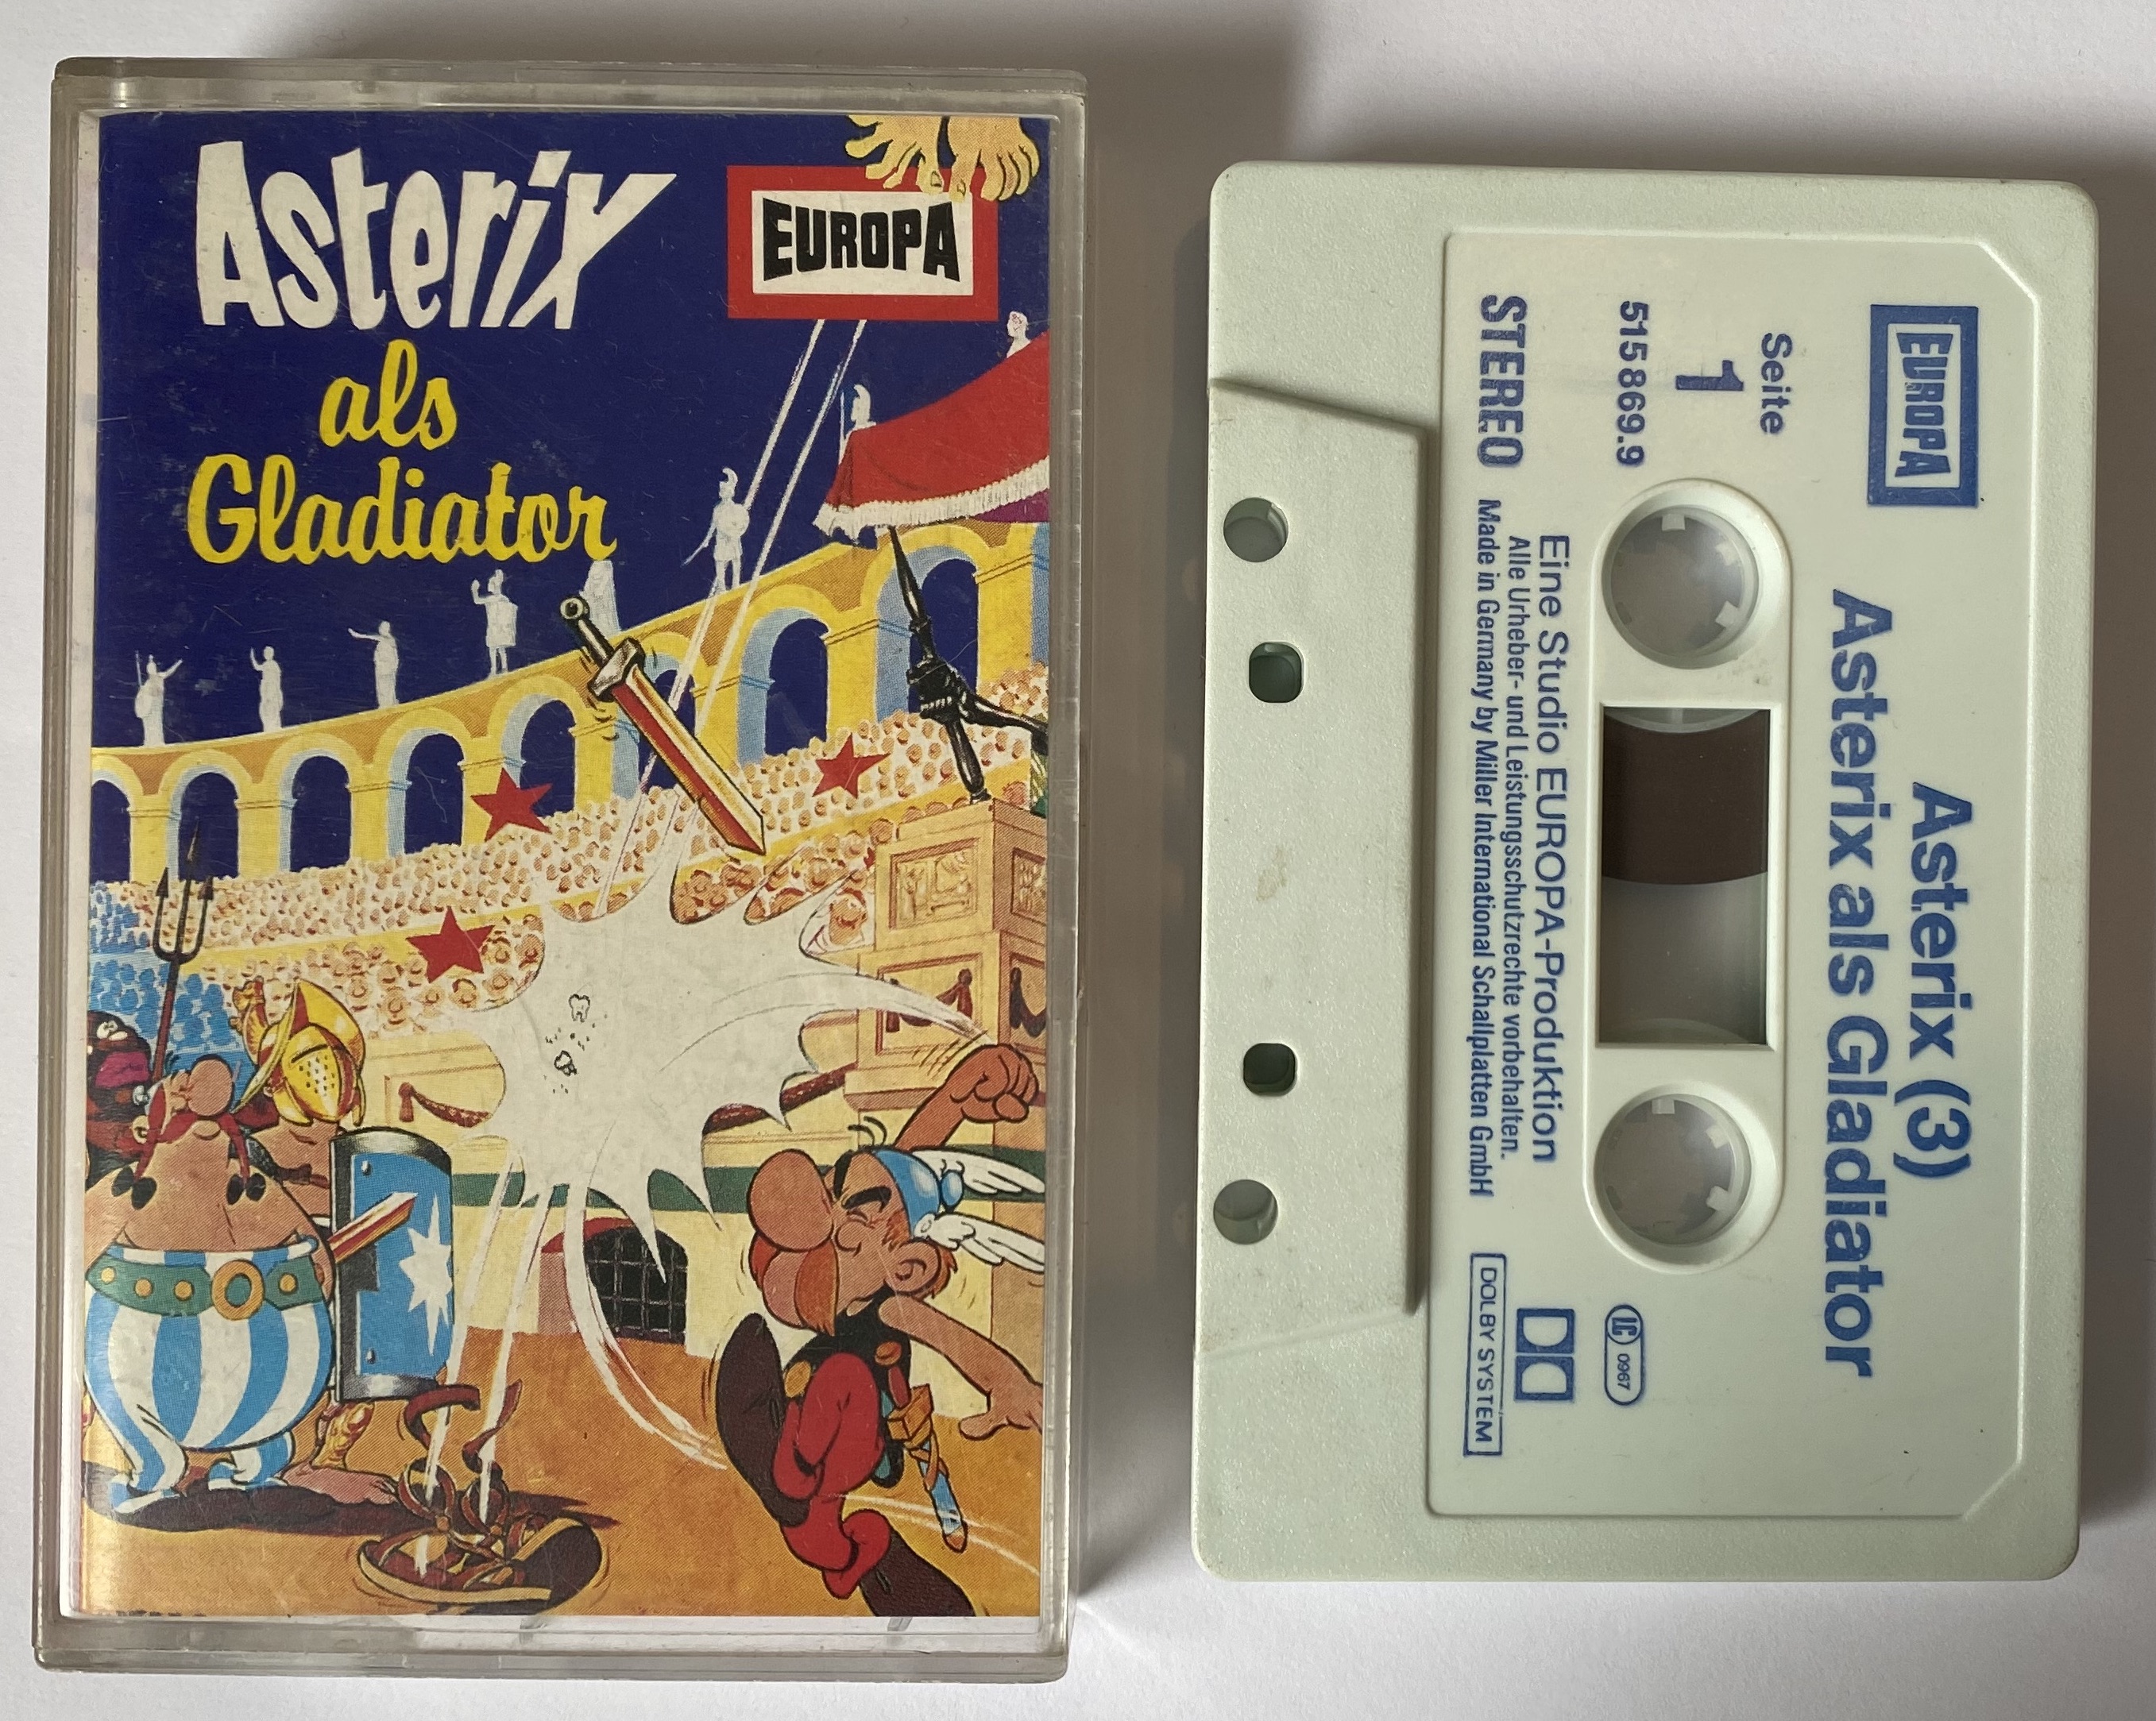 Asterix
EUROPA
als
Gladiator
EUROPA
Asterix (3)
Asterix als Gladiator
Seite
1
515 869.9
STEREO
Eine Studio EUROPA-Produktion
Alle Urheber- und Leistungsschutzrechte vorbehalten.
Made in Germany by Miller International Schallplatten GmbH
LC 0967
DOLBY SYSTEM